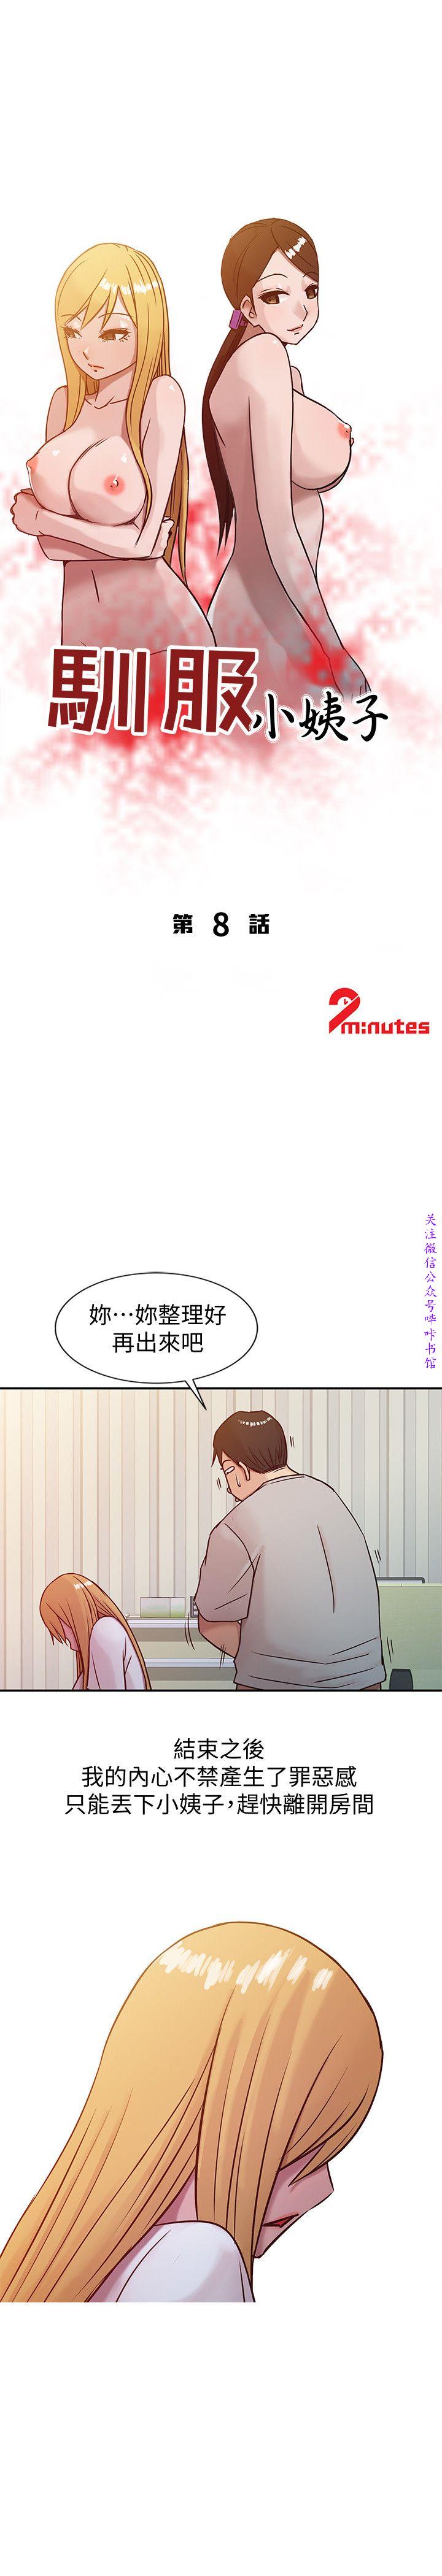 馴服小姨子
第8話
2minutes
关注微信公众号哔咔书馆
妳⋯妳整理好
再出來吧
結束之後
我的內心不禁產生了罪惡感
只能丟下小姨子,趕快離開房間